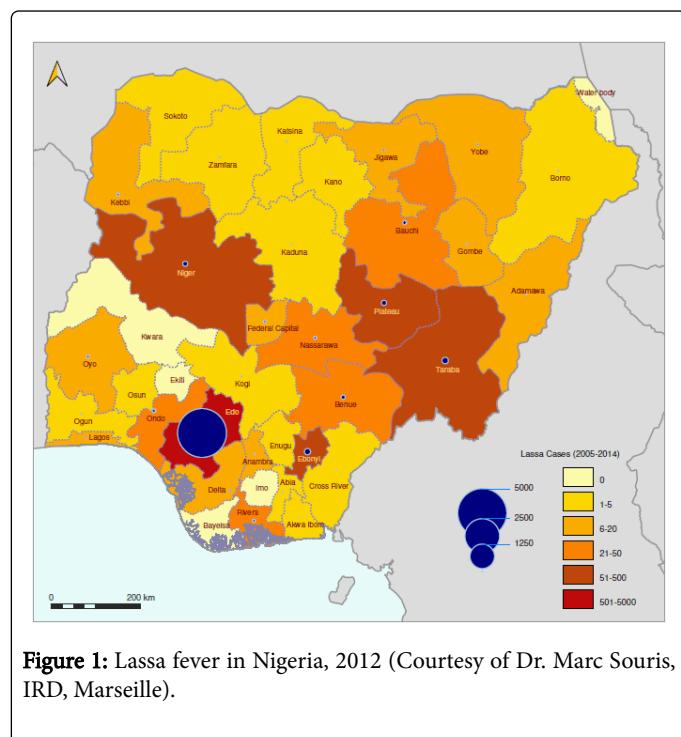 Water body
Sokoto
Katsina
Jigawa
Yobe
Zamfara
Kano
Borno
Kebbi
Bauchi
Gombe
Kaduna
Niger
Adamawa
Plateau
Federal Capital
Kwara
Nassarawa
Oyo
Taraba
Ekiti
Kogi
Osun
Benue
Ondo
Edo
Ogun
Enugu
Lagos
Ebonyi
Anambra
Cross River
Delta
Imo
Abia
Rivers
Bayelsa
Akwa Ibom
Lassa Cases (2005-2014)
5000
2500
1250
0
1-5
6-20
21-50
51-500
501-5000
0 200 km
Figure 1: Lassa fever in Nigeria, 2012 (Courtesy of Dr. Marc Souris,
IRD, Marseille).